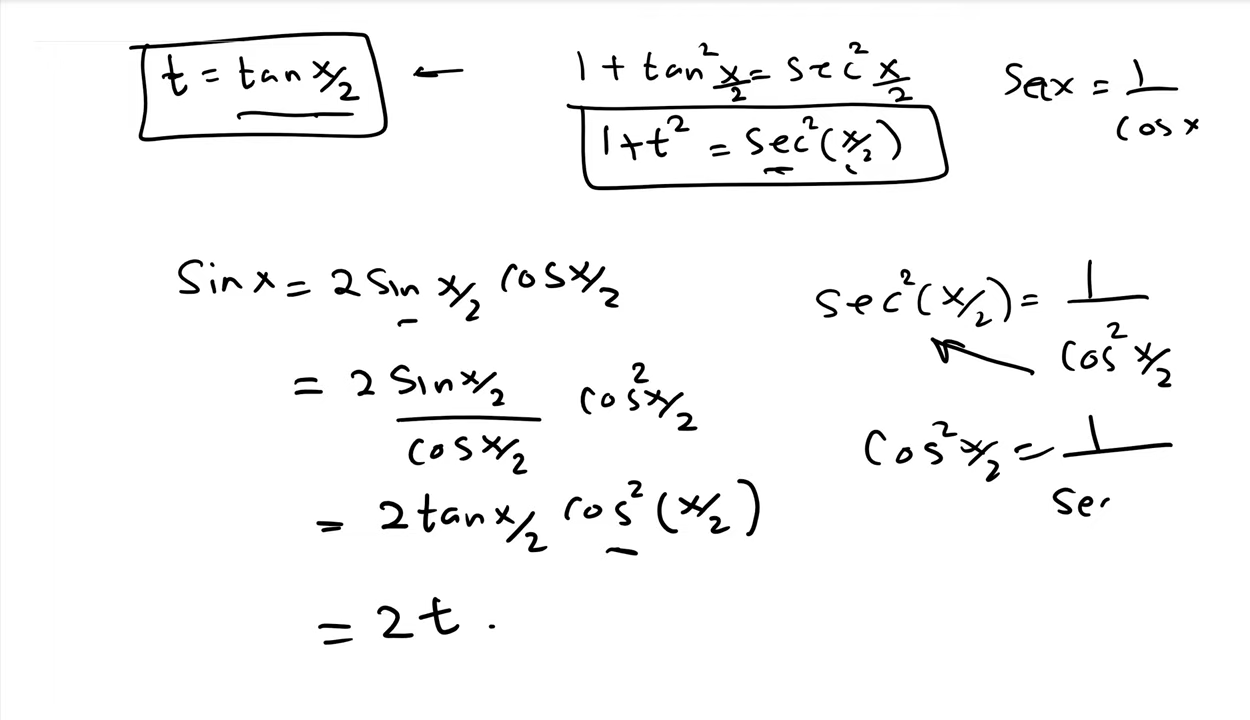 t = tan x/2 ← 1 + tan² x/2 = sec² x/2
Secx = 1/cos x
1+t² = sec²(x/2)
Sin x = 2 Sin x/2 cos x/2
= 2 Sin x/2 / cos x/2 cos² x/2
= 2 tan x/2 cos²(x/2)
= 2t .
sec²(x/2) = 1/cos² x/2
Cos² x/2 = 1/sec